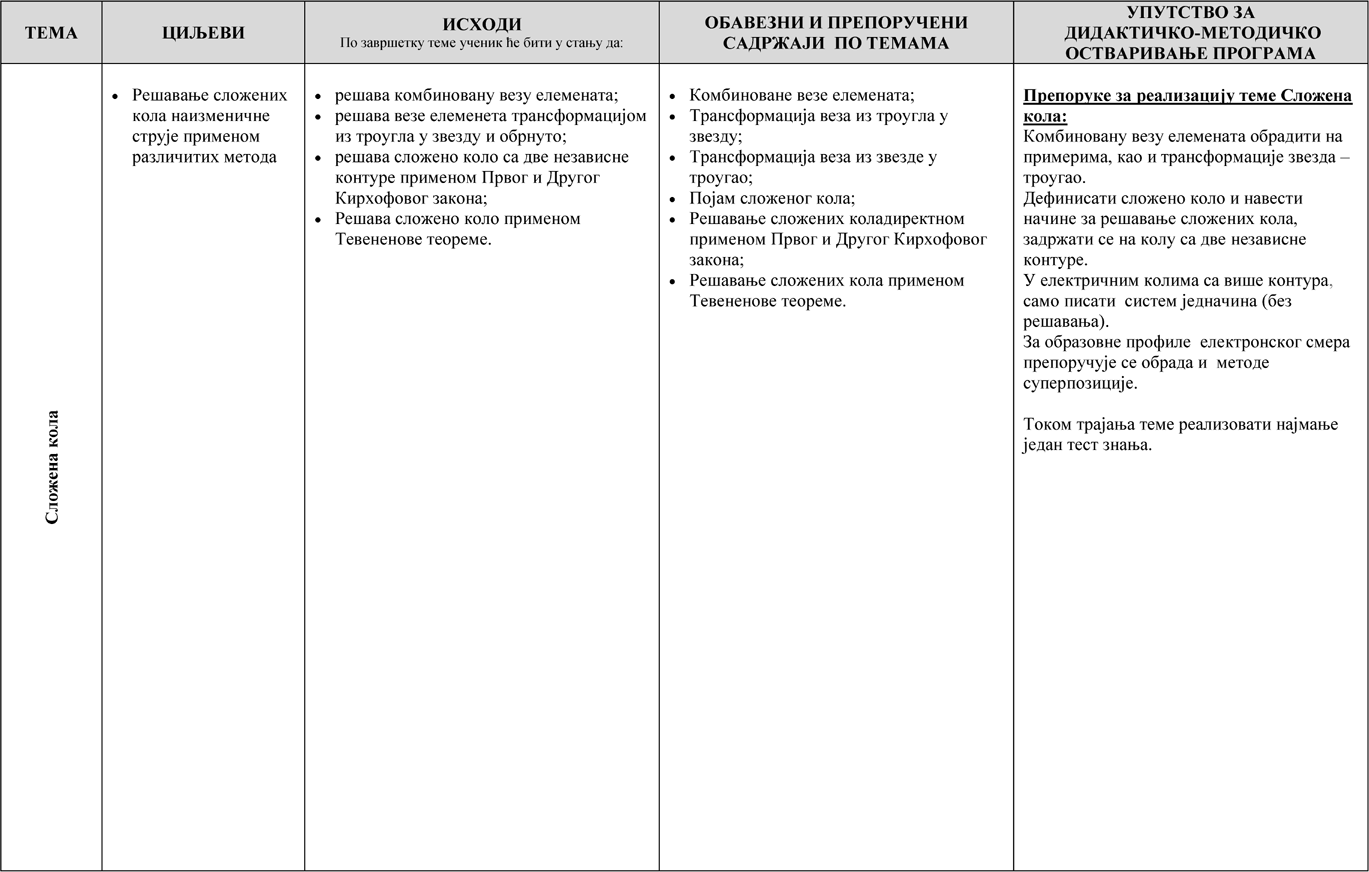 ТЕМА
ЦИЉЕВИ
ИСХОДИ
По завршетку теме ученик ће бити у стању да:
ОБАВЕЗНИ И ПРЕПОРУЧЕНИ
САДРЖАЈИ ПО ТЕМАМА
УПУТСТВО ЗА
ДИДАКТИЧКО-МЕТОДИЧКО
ОСТВАРИВАЊЕ ПРОГРАМА
Сложена кола
• Решавање сложених
кола наизменичне
струје применом
различитих метода
• решава комбиновану везу елемената;
• решава везе елеменета трансформацијом
из троугла у звезду и обрнуто;
• решава сложено коло са две независне
контуре применом Првог и Другог
Кирхофовог закона;
• Решава сложено коло применом
Тевененове теореме.
• Комбиноване везе елемената;
• Трансформација веза из троугла у
звезду;
• Трансформација веза из звезде у
троугао;
• Појам сложеног кола;
• Решавање сложених коладиректном
применом Првог и Другог Кирхофовог
закона;
• Решавање сложених кола применом
Тевененове теореме.
Препоруке за реализацију теме Сложена
кола:
Комбиновану везу елемената обрадити на
примерима, као и трансформације звезда –
троугао.
Дефинисати сложено коло и навести
начине за решавање сложених кола,
задржати се на колу са две независне
контуре.
У електричним колима са више контура,
само писати систем једначина (без
решавања).
За образовне профиле електронског смера
препоручује се обрада и методе
суперпозиције.
Током трајања теме реализовати најмање
један тест знања.